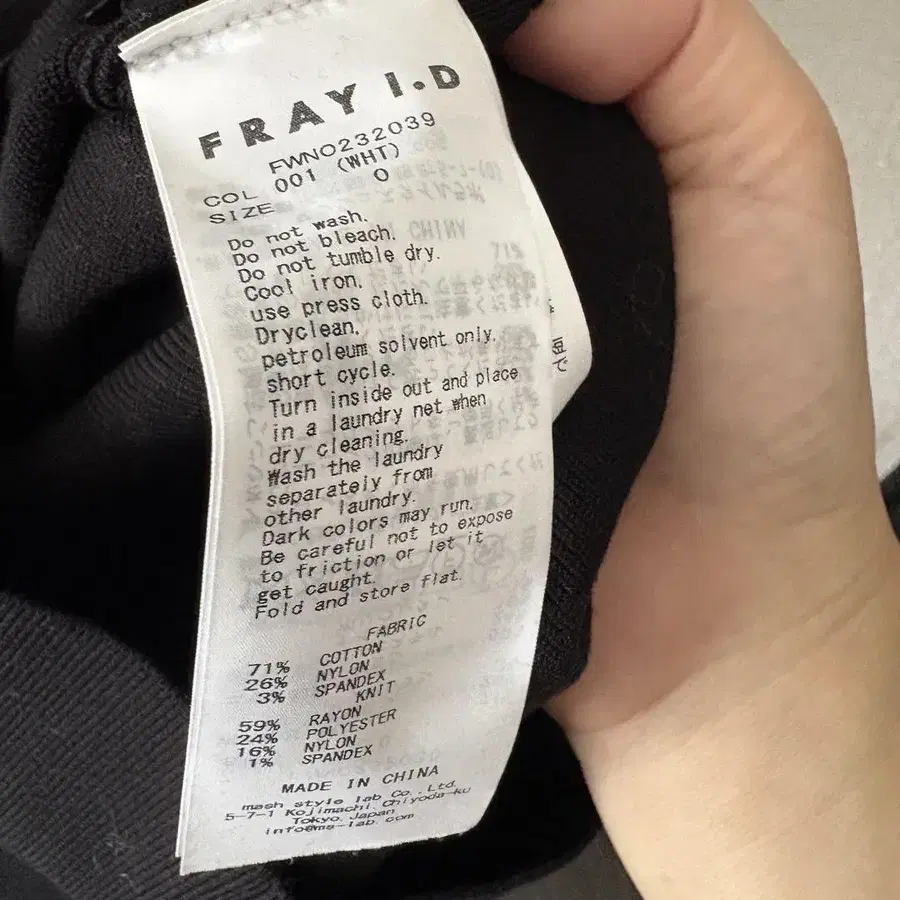 FRAY I.D
FWNO232039
COL 001 (WHT)
SIZE 0
Do not wash.
Do not bleach.
Do not tumble dry.
Cool iron.
use press cloth.
Dryclean.
petroleum solvent only.
short cycle.
Turn inside out and place
in a laundry net when
dry cleaning.
Wash the laundry
separately from
other laundry.
Dark colors may run.
Be careful not to expose
to friction or let it
get caught.
Fold and store flat.
FABRIC
71% COTTON
26% NYLON
3% SPANDEX
KNIT
59% RAYON
24% POLYESTER
16% NYLON
1% SPANDEX
MADE IN CHINA
mash style lab Co., Ltd.
5-7-1 Kojimachi, Chiyoda-ku
Tokyo, Japan
info@ms-lab.com
短
で